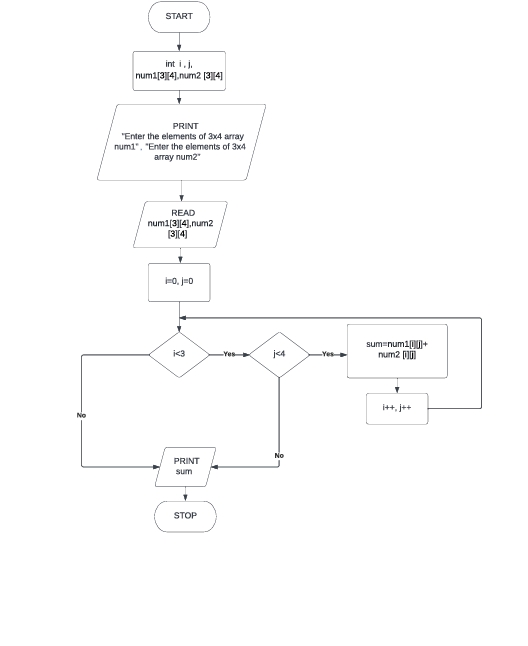 START
int i , j,
num1[3][4],num2 [3][4]
PRINT
"Enter the elements of 3x4 array
num1" , "Enter the elements of 3x4
array num2"
READ
num1[3][4],num2
[3][4]
i=0, j=0
i<3
Yes
j<4
Yes
sum=num1[i][j]+
num2 [i][j]
i++, j++
No
No
PRINT
sum
STOP